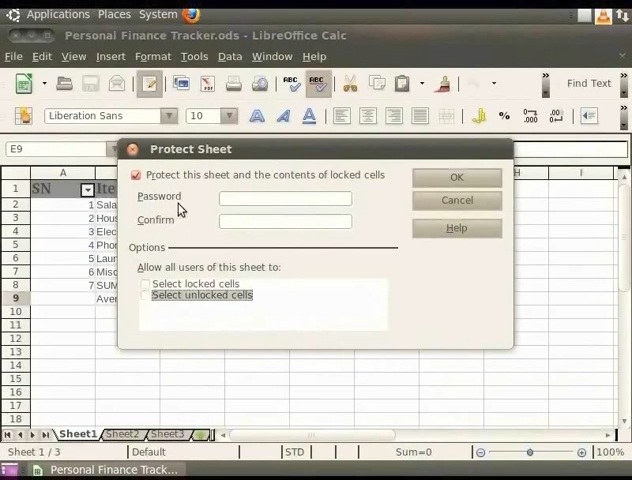 Applications Places System
Personal Finance Tracker.ods - LibreOffice Calc
File Edit View Insert Format Tools Data Window Help
ABC ABC Find Text
Liberation Sans 10 A A A % .000 .000
E9
Protect Sheet
Protect this sheet and the contents of locked cells OK
Password Cancel
Confirm Help
Options
Allow all users of this sheet to:
Select locked cells
Select unlocked cells
A H I
1 SN Ite
2 1 Sala
3 2 Hous
4 3 Elec
5 4 Phon
6 5 Laun
7 6 Misc
8 7 SUM
9 Aver
10
11
12
13
14
15
16
17
18
Sheet1 Sheet2 Sheet3
Sheet 1 / 3 Default STD Sum=0 100%
Personal Finance Track...